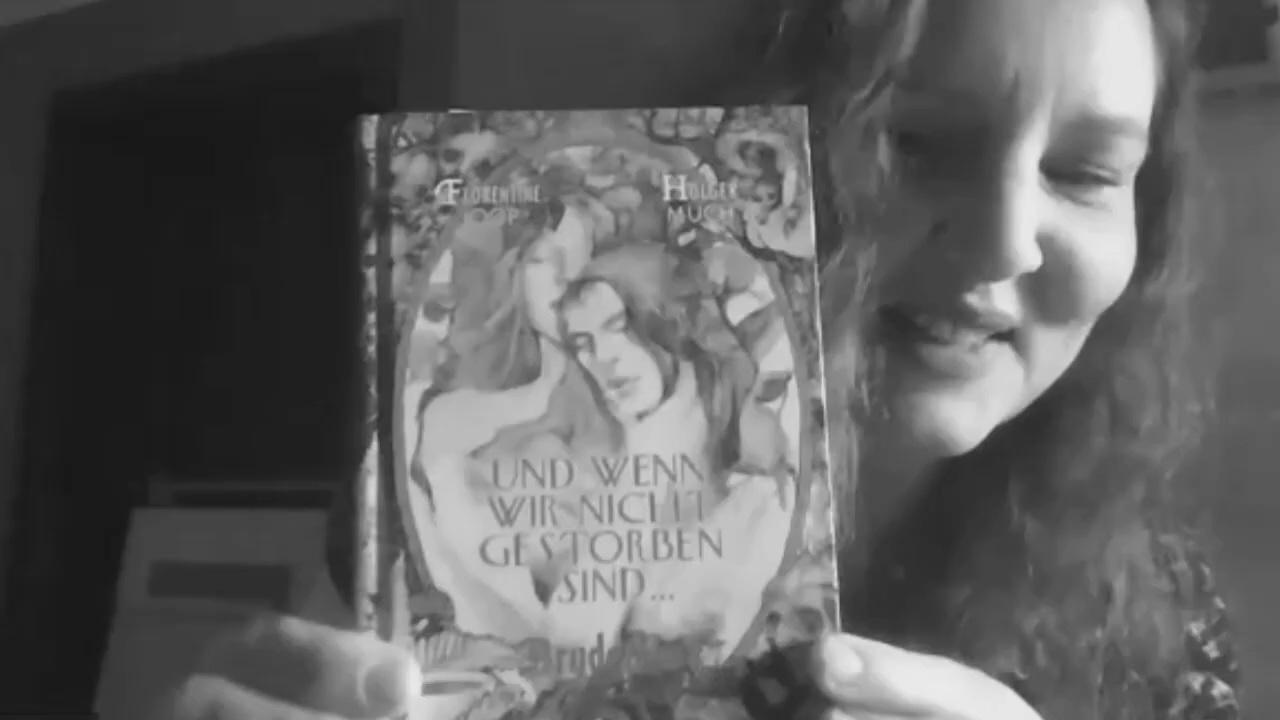 FLORENTINE
JOOP
HOLGER
MUCH
UND WENN
WIR NICHT
GESTORBEN
SIND...